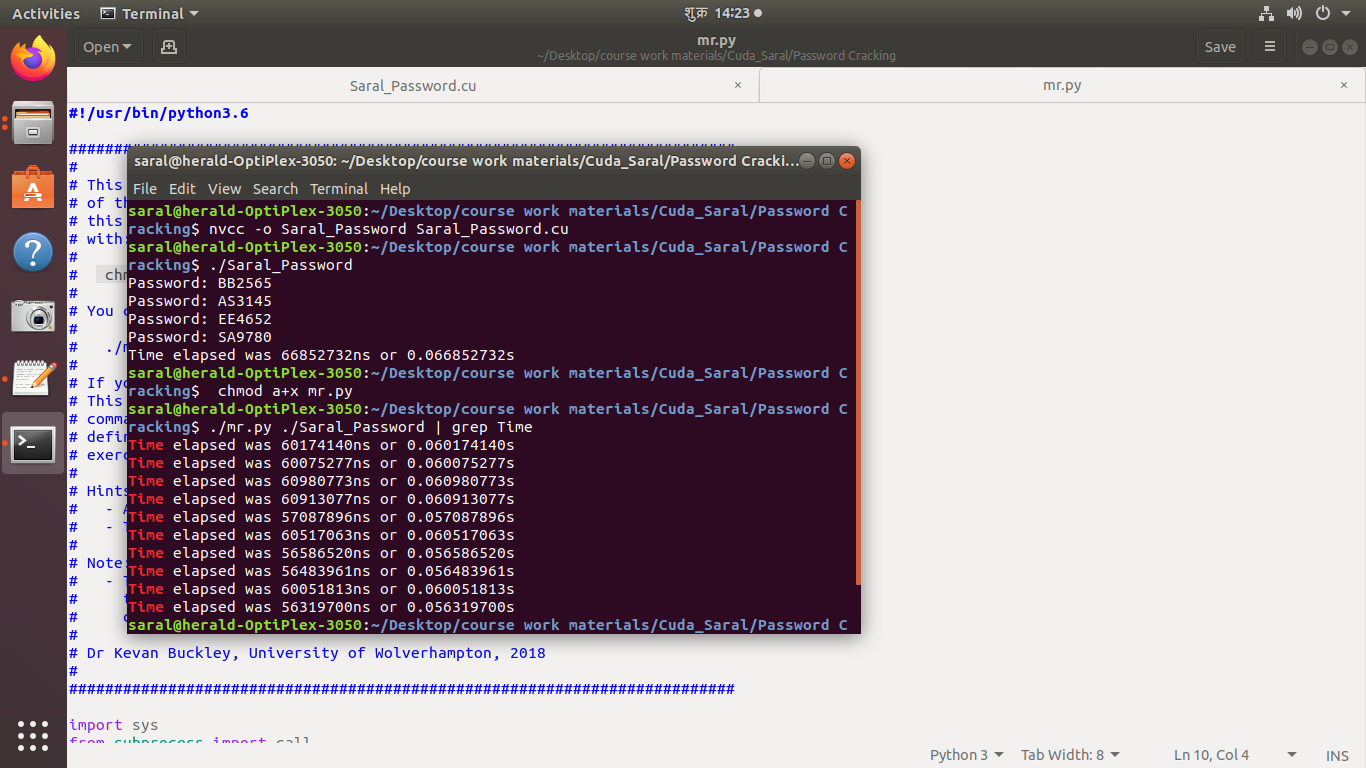 Activities Terminal शुक्र 14:23
Open mr.py Save
~/Desktop/course work materials/Cuda_Saral/Password Cracking
Saral_Password.cu × mr.py ×
#!/usr/bin/python3.6
##########################################################################
#
# This
# of th
# this
# with
#
# chm
#
# You
#
# ./m
#
# If yo
# This
# comma
# defin
# exerc
#
# Hints
# - A
# - T
#
# Note
# -
#
#
#
# Dr Kevan Buckley, University of Wolverhampton, 2018
#
##########################################################################
import sys
from subprocess import call
saral@herald-OptiPlex-3050: ~/Desktop/course work materials/Cuda_Saral/Password Cracki...
File Edit View Search Terminal Help
saral@herald-OptiPlex-3050:~/Desktop/course work materials/Cuda_Saral/Password C
racking$ nvcc -o Saral_Password Saral_Password.cu
saral@herald-OptiPlex-3050:~/Desktop/course work materials/Cuda_Saral/Password C
racking$ ./Saral_Password
Password: BB2565
Password: AS3145
Password: EE4652
Password: SA9780
Time elapsed was 66852732ns or 0.066852732s
saral@herald-OptiPlex-3050:~/Desktop/course work materials/Cuda_Saral/Password C
racking$  chmod a+x mr.py
saral@herald-OptiPlex-3050:~/Desktop/course work materials/Cuda_Saral/Password C
racking$ ./mr.py ./Saral_Password | grep Time
Time elapsed was 60174140ns or 0.060174140s
Time elapsed was 60075277ns or 0.060075277s
Time elapsed was 60980773ns or 0.060980773s
Time elapsed was 60913077ns or 0.060913077s
Time elapsed was 57087896ns or 0.057087896s
Time elapsed was 60517063ns or 0.060517063s
Time elapsed was 56586520ns or 0.056586520s
Time elapsed was 56483961ns or 0.056483961s
Time elapsed was 60051813ns or 0.060051813s
Time elapsed was 56319700ns or 0.056319700s
saral@herald-OptiPlex-3050:~/Desktop/course work materials/Cuda_Saral/Password C
Python 3 Tab Width: 8 Ln 10, Col 4 INS